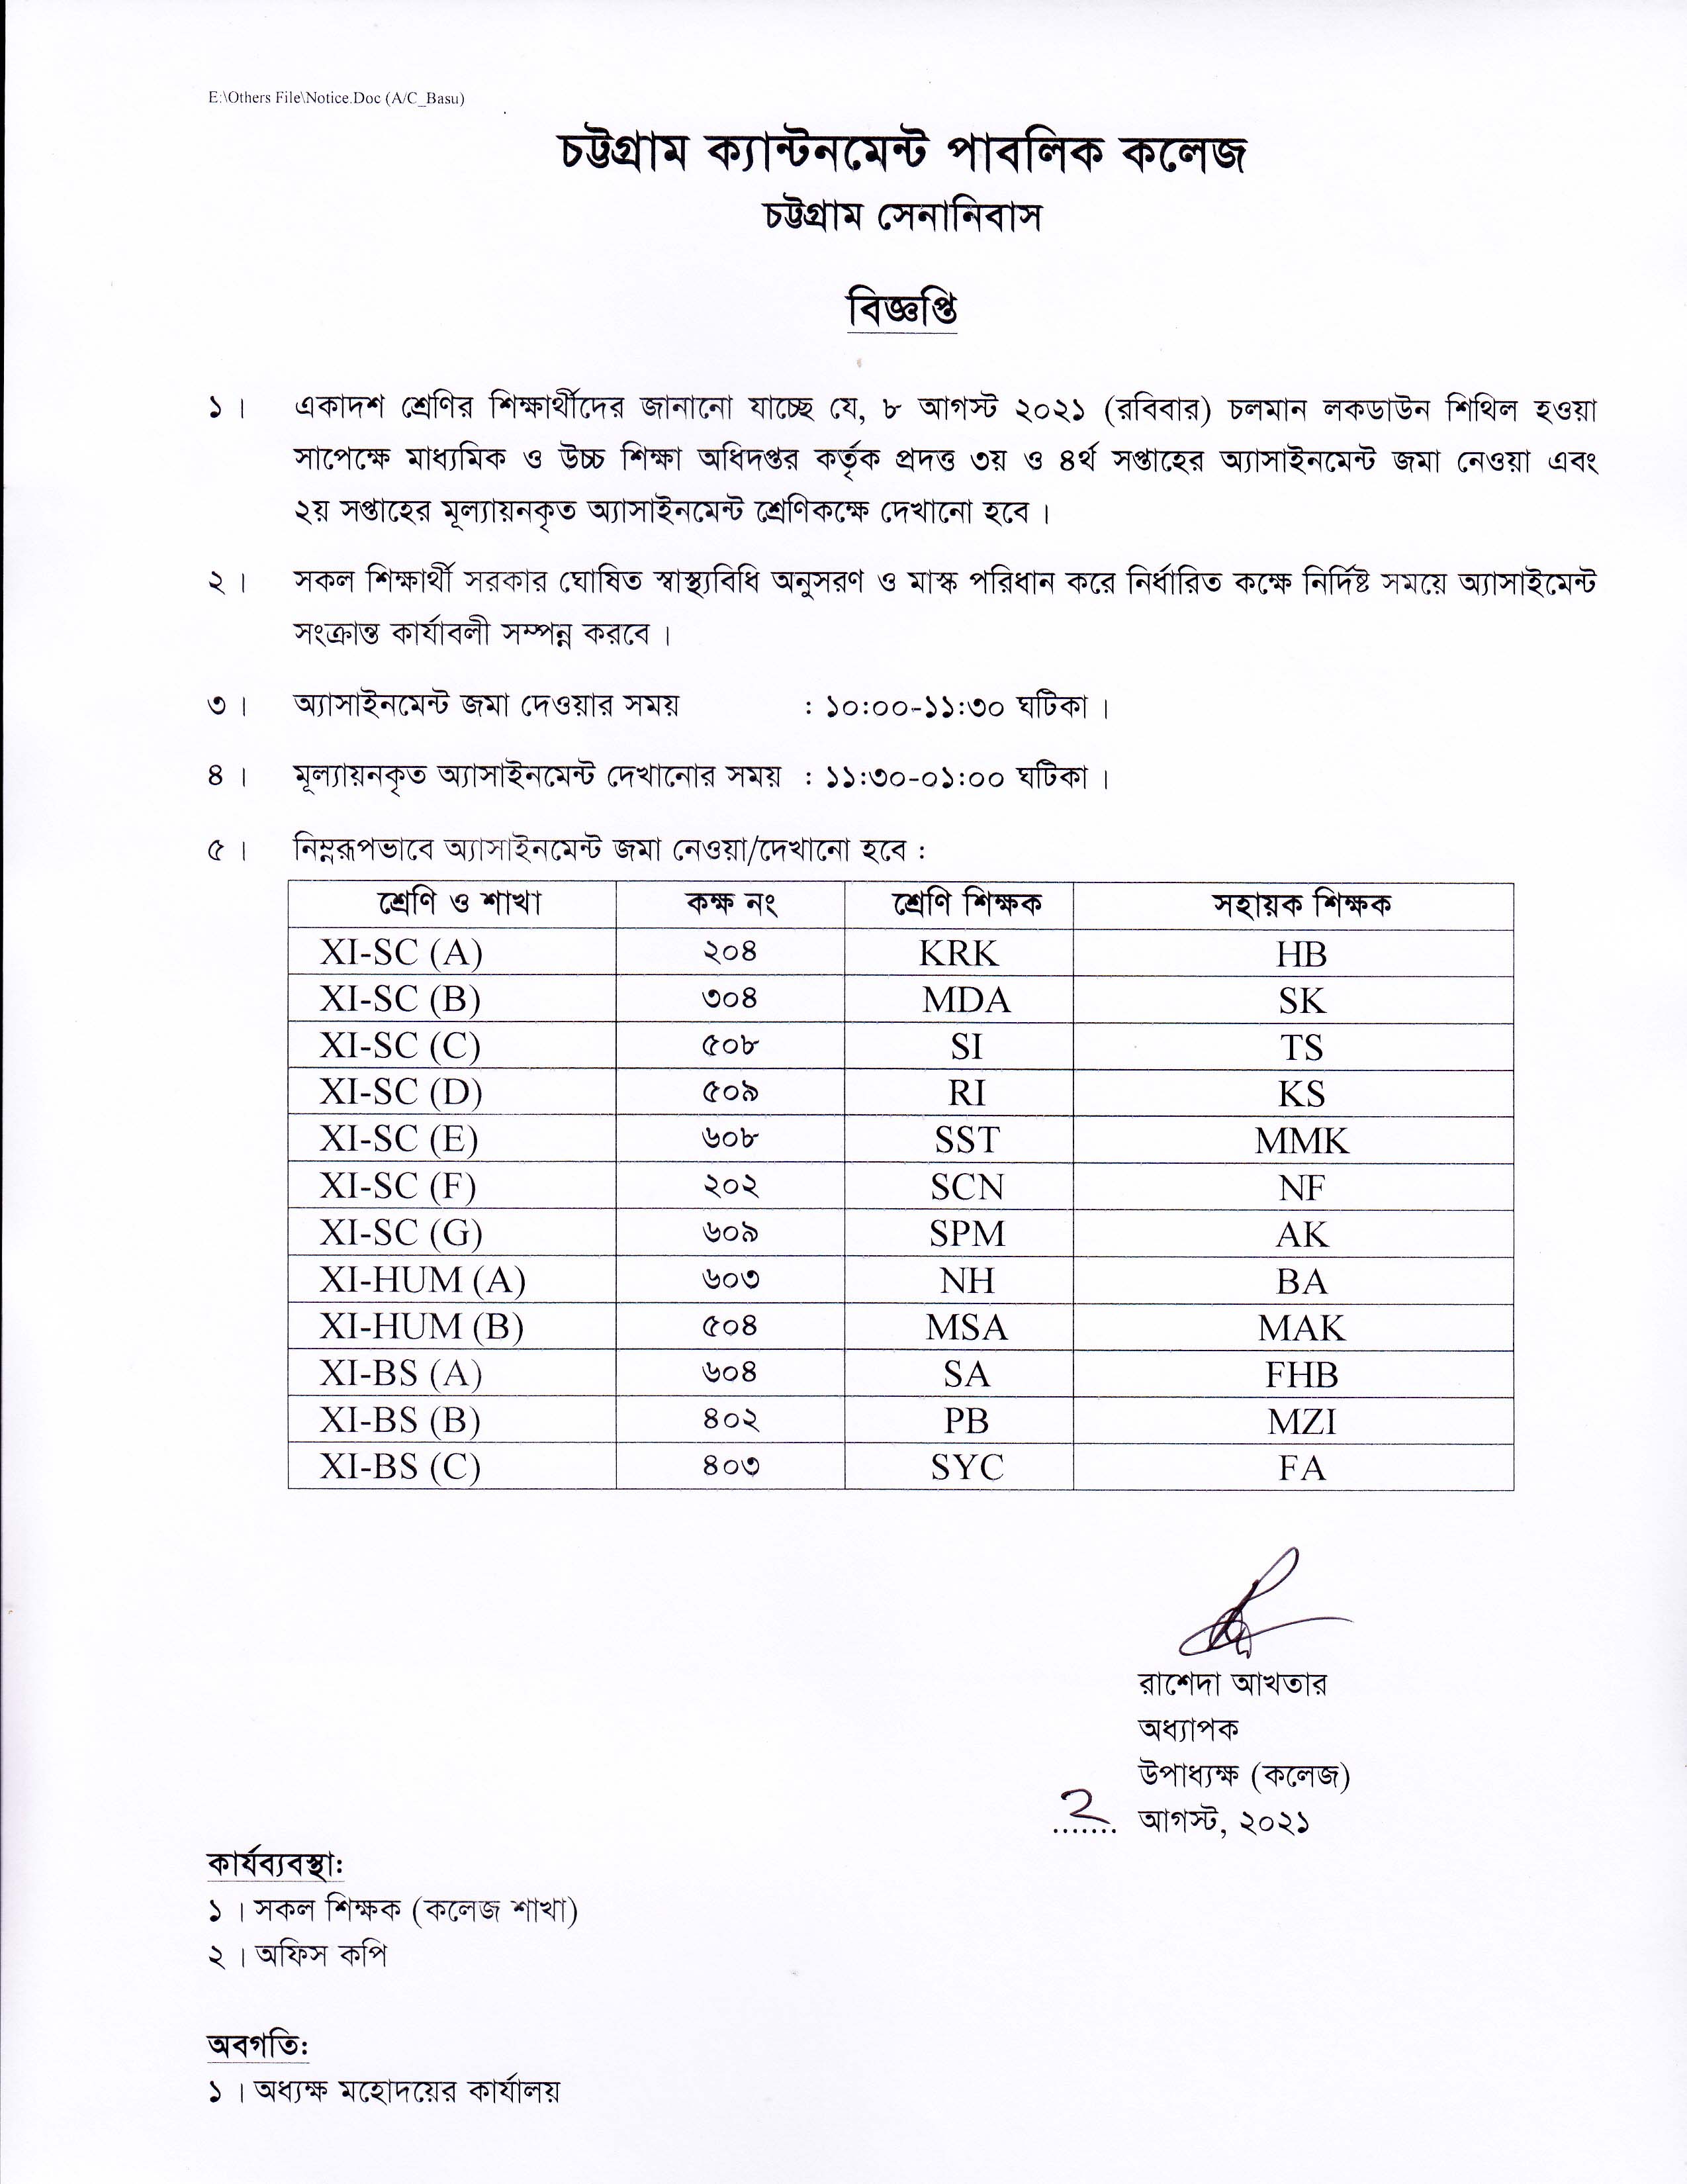 E:\Others File\Notice.Doc (A/C_Basu)
চট্টগ্রাম ক্যান্টনমেন্ট পাবলিক কলেজ
চট্টগ্রাম সেনানিবাস
বিজ্ঞপ্তি
১। একাদশ শ্রেণির শিক্ষার্থীদের জানানো যাচ্ছে যে, ৮ আগস্ট ২০২১ (রবিবার) চলমান লকডাউন শিথিল হওয়া
সাপেক্ষে মাধ্যমিক ও উচ্চ শিক্ষা অধিদপ্তর কর্তৃক প্রদত্ত ৩য় ও ৪র্থ সপ্তাহের অ্যাসাইনমেন্ট জমা নেওয়া এবং
২য় সপ্তাহের মূল্যায়নকৃত অ্যাসাইনমেন্ট শ্রেণিকক্ষে দেখানো হবে।
২। সকল শিক্ষার্থী সরকার ঘোষিত স্বাস্থ্যবিধি অনুসরণ ও মাস্ক পরিধান করে নির্ধারিত কক্ষে নির্দিষ্ট সময়ে অ্যাসাইমেন্ট
সংক্রান্ত কার্যাবলী সম্পন্ন করবে।
৩। অ্যাসাইনমেন্ট জমা দেওয়ার সময় : ১০:০০-১১:৩০ ঘটিকা।
৪। মূল্যায়নকৃত অ্যাসাইনমেন্ট দেখানোর সময় : ১১:৩০-০১:০০ ঘটিকা।
৫। নিম্নরূপভাবে অ্যাসাইনমেন্ট জমা নেওয়া/দেখানো হবে :
শ্রেণি ও শাখা কক্ষ নং শ্রেণি শিক্ষক সহায়ক শিক্ষক
XI-SC (A) ২০৪ KRK HB
XI-SC (B) ৩০৪ MDA SK
XI-SC (C) ৫০৮ SI TS
XI-SC (D) ৫০৯ RI KS
XI-SC (E) ৬০৮ SST MMK
XI-SC (F) ২০২ SCN NF
XI-SC (G) ৬০৯ SPM AK
XI-HUM (A) ৬০৩ NH BA
XI-HUM (B) ৫০৪ MSA MAK
XI-BS (A) ৬০৪ SA FHB
XI-BS (B) ৪০২ PB MZI
XI-BS (C) ৪০৩ SYC FA
রাশেদা আখতার
অধ্যাপক
উপাধ্যক্ষ (কলেজ)
২ ....... আগস্ট, ২০২১
কার্যব্যবস্থা:
১। সকল শিক্ষক (কলেজ শাখা)
২। অফিস কপি
অবগতি:
১। অধ্যক্ষ মহোদয়ের কার্যালয়